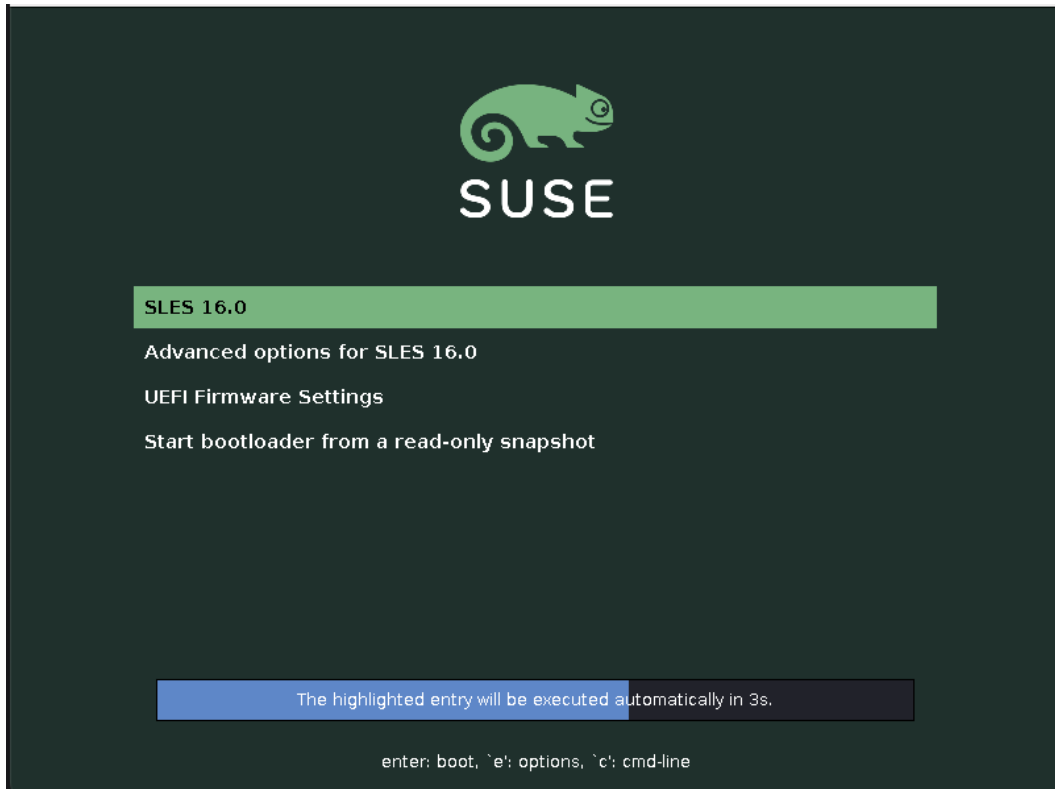 SUSE
SLES 16.0
Advanced options for SLES 16.0
UEFI Firmware Settings
Start bootloader from a read-only snapshot
The highlighted entry will be executed automatically in 3s.
enter: boot, `e': options, `c': cmd-line